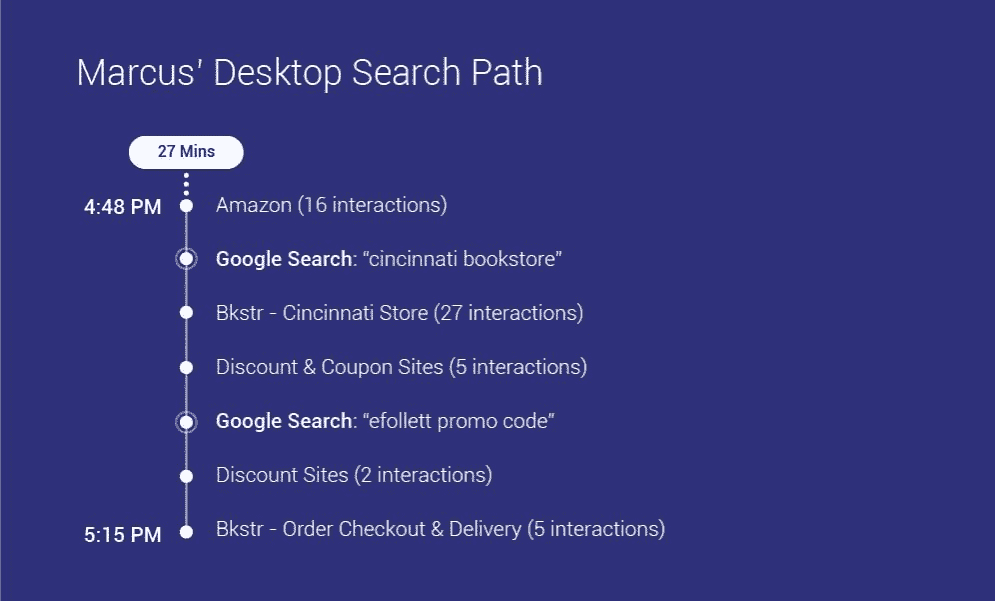 Marcus’ Desktop Search Path
27 Mins
4:48 PM Amazon (16 interactions)
Google Search: “cincinnati bookstore”
Bkstr - Cincinnati Store (27 interactions)
Discount & Coupon Sites (5 interactions)
Google Search: “efollett promo code”
Discount Sites (2 interactions)
5:15 PM Bkstr - Order Checkout & Delivery (5 interactions)